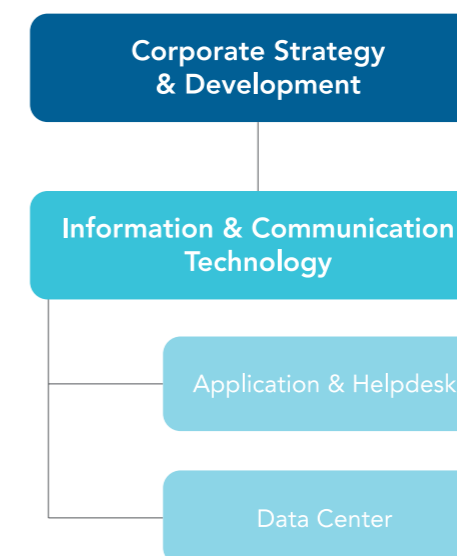 Corporate Strategy
& Development
Information & Communication
Technology
Application & Helpdesk
Data Center